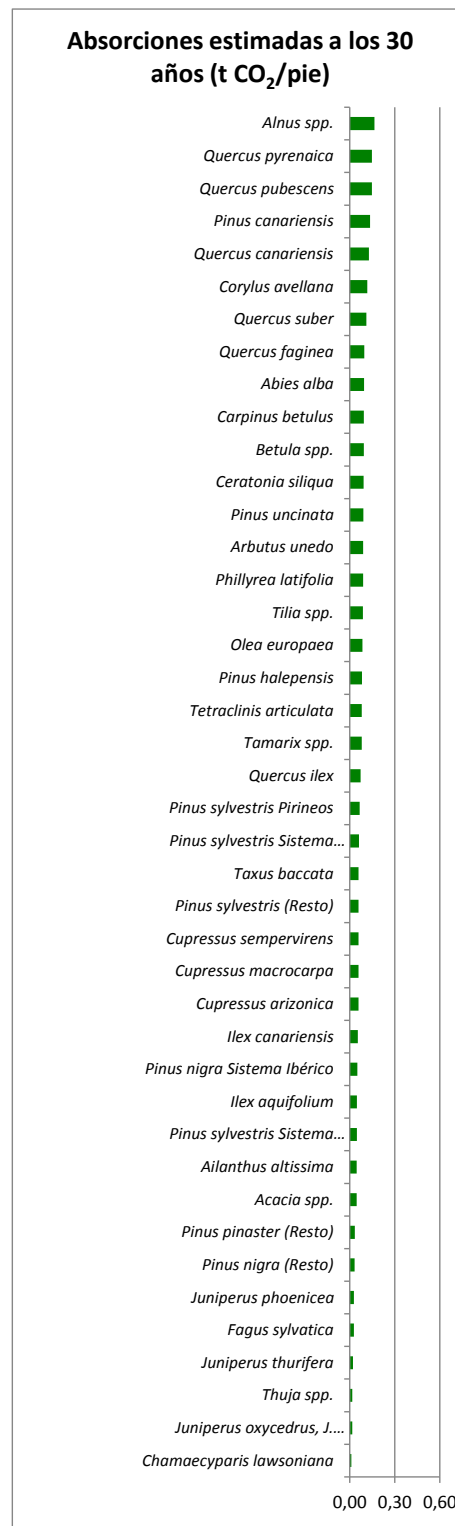 Absorciones estimadas a los 30
años (t CO₂/pie)
Alnus spp.
Quercus pyrenaica
Quercus pubescens
Pinus canariensis
Quercus canariensis
Corylus avellana
Quercus suber
Quercus faginea
Abies alba
Carpinus betulus
Betula spp.
Ceratonia siliqua
Pinus uncinata
Arbutus unedo
Phillyrea latifolia
Tilia spp.
Olea europaea
Pinus halepensis
Tetraclinis articulata
Tamarix spp.
Quercus ilex
Pinus sylvestris Pirineos
Pinus sylvestris Sistema...
Taxus baccata
Pinus sylvestris (Resto)
Cupressus sempervirens
Cupressus macrocarpa
Cupressus arizonica
Ilex canariensis
Pinus nigra Sistema Ibérico
Ilex aquifolium
Pinus sylvestris Sistema...
Ailanthus altissima
Acacia spp.
Pinus pinaster (Resto)
Pinus nigra (Resto)
Juniperus phoenicea
Fagus sylvatica
Juniperus thurifera
Thuja spp.
Juniperus oxycedrus, J....
Chamaecyparis lawsoniana
0,00 0,30 0,60